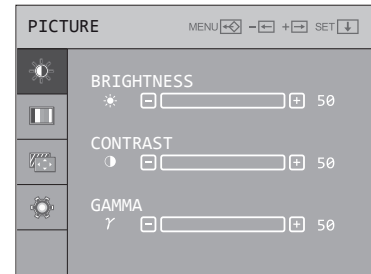 PICTURE MENU - + SET
BRIGHTNESS
- + 50
CONTRAST
- + 50
GAMMA
γ - + 50